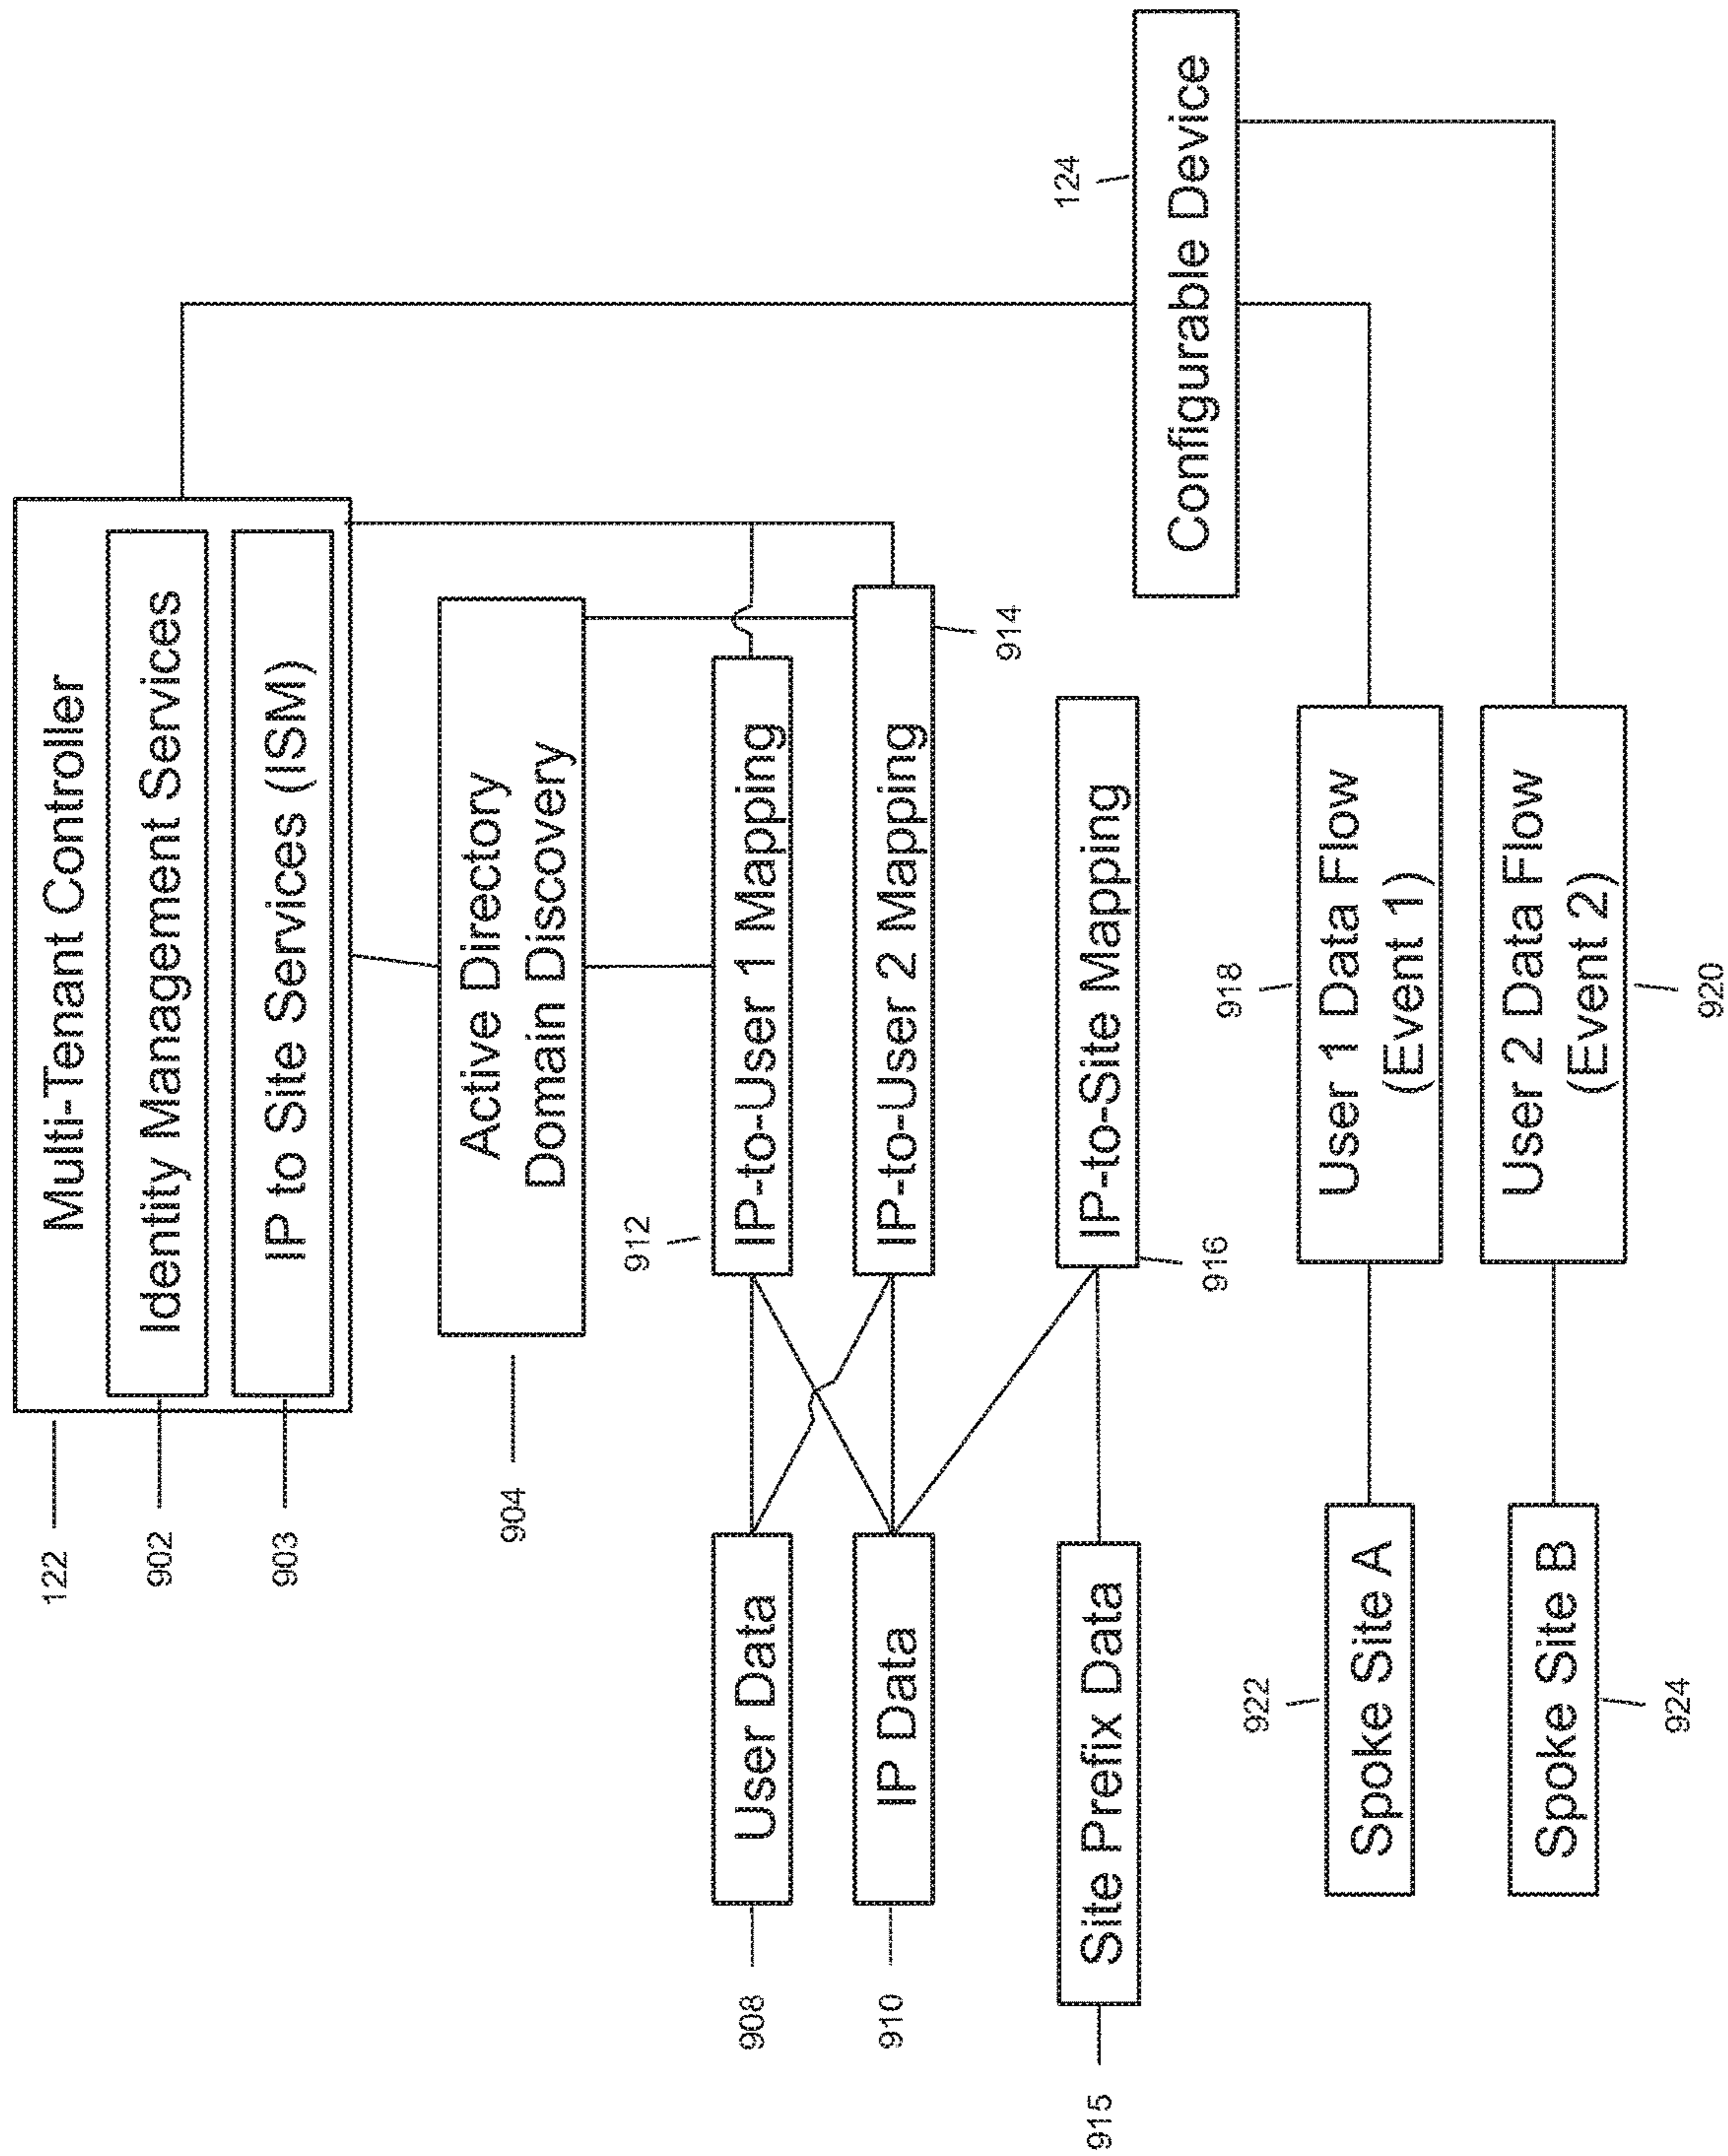 122
Multi-Tenant Controller
902
Identity Management Services
903
IP to Site Services (ISM)
904
Active Directory
Domain Discovery
908
User Data
912
IP-to-User 1 Mapping
910
IP Data
IP-to-User 2 Mapping
914
915
Site Prefix Data
IP-to-Site Mapping
916
124
Configurable Device
922
Spoke Site A
918
User 1 Data Flow
(Event 1)
Spoke Site B
924
User 2 Data Flow
(Event 2)
920